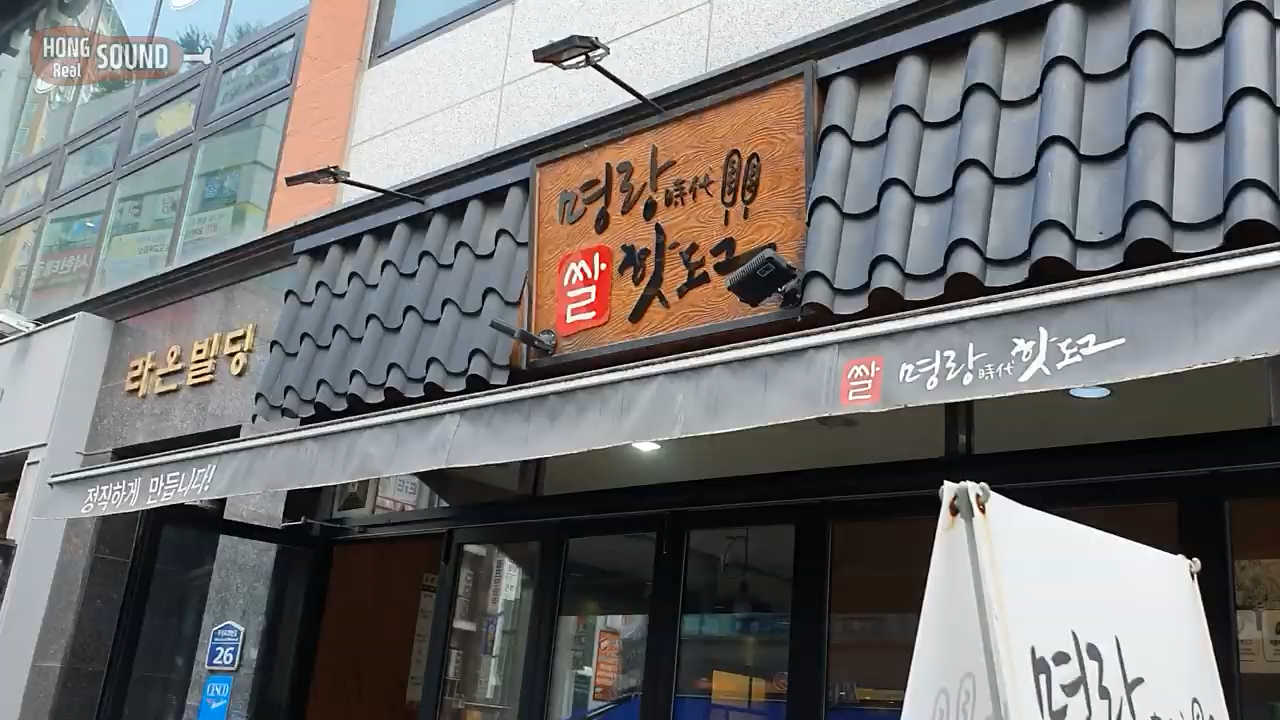 HONG
Real SOUND
명랑時代
쌀 핫도그
라온빌딩
쌀 명랑時代핫도그
정직하게 만듭니다!
26
CESCO
명랑